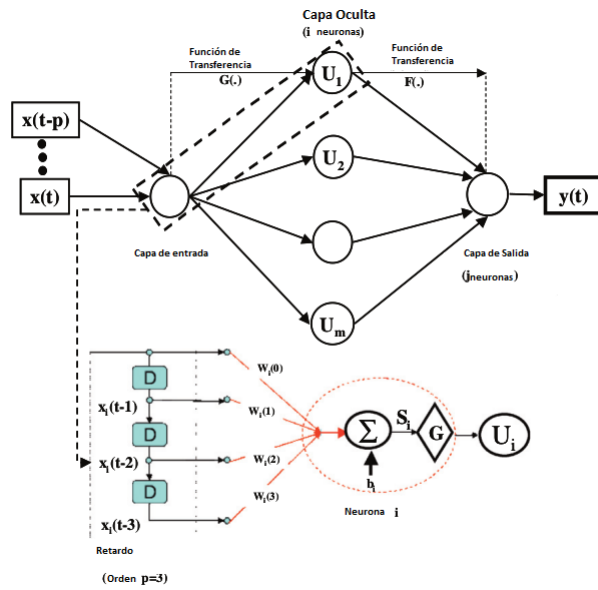 Capa Oculta
(i neuronas)
Función de
Transferencia
G(.)
Función de
Transferencia
F(.)
U1
x(t-p)
x(t)
U2
Um
y(t)
Capa de entrada
Capa de Salida
(jneuronas)
D
xi(t-1)
D
xi(t-2)
D
xi(t-3)
Wi(0)
Wi(1)
Wi(2)
Wi(3)
Σ
Si
G
Ui
bi
Neurona i
Retardo
(Orden p=3)